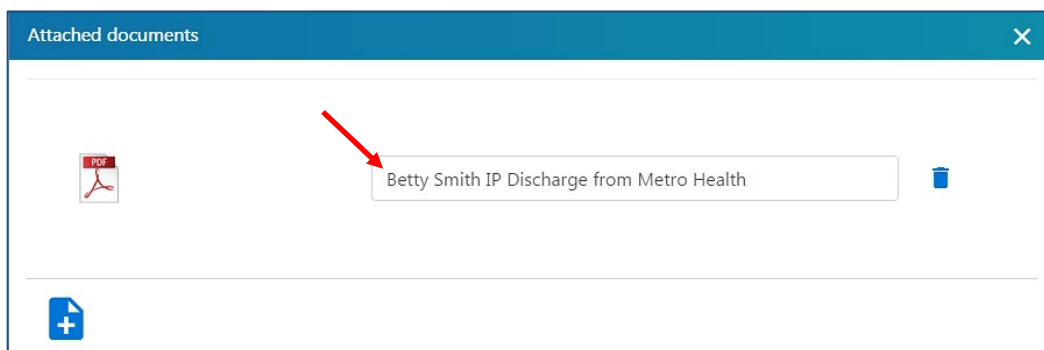 Attached documents
PDF
Betty Smith IP Discharge from Metro Health